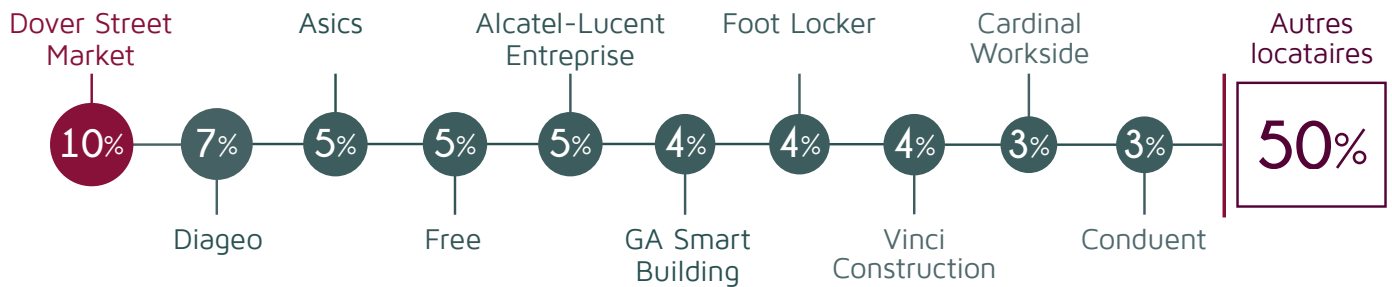 Dover Street
Market
Asics
Alcatel-Lucent
Entreprise
Foot Locker
Cardinal
Workside
Autres
locataires
10%
7%
5%
5%
5%
4%
4%
4%
3%
3%
50%
Diageo
Free
GA Smart
Building
Vinci
Construction
Conduent